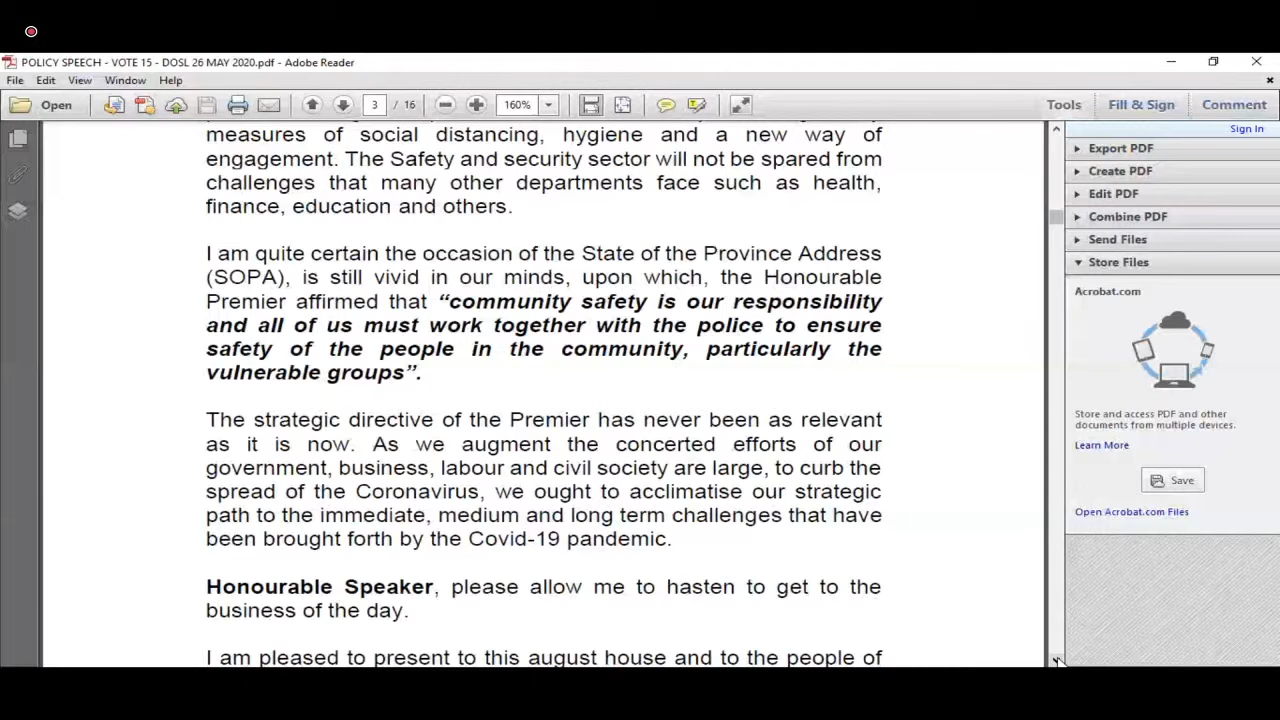 POLICY SPEECH - VOTE 15 - DOSL 26 MAY 2020.pdf - Adobe Reader
File Edit View Window Help
Open 3 / 16 160% Tools Fill & Sign Comment
Sign In
Export PDF
Create PDF
Edit PDF
Combine PDF
Send Files
Store Files
Acrobat.com
Store and access PDF and other
documents from multiple devices.
Learn More
Save
Open Acrobat.com Files
measures of social distancing, hygiene and a new way of
engagement. The Safety and security sector will not be spared from
challenges that many other departments face such as health,
finance, education and others.
I am quite certain the occasion of the State of the Province Address
(SOPA), is still vivid in our minds, upon which, the Honourable
Premier affirmed that “community safety is our responsibility
and all of us must work together with the police to ensure
safety of the people in the community, particularly the
vulnerable groups”.
The strategic directive of the Premier has never been as relevant
as it is now. As we augment the concerted efforts of our
government, business, labour and civil society are large, to curb the
spread of the Coronavirus, we ought to acclimatise our strategic
path to the immediate, medium and long term challenges that have
been brought forth by the Covid-19 pandemic.
Honourable Speaker, please allow me to hasten to get to the
business of the day.
I am pleased to present to this august house and to the people of